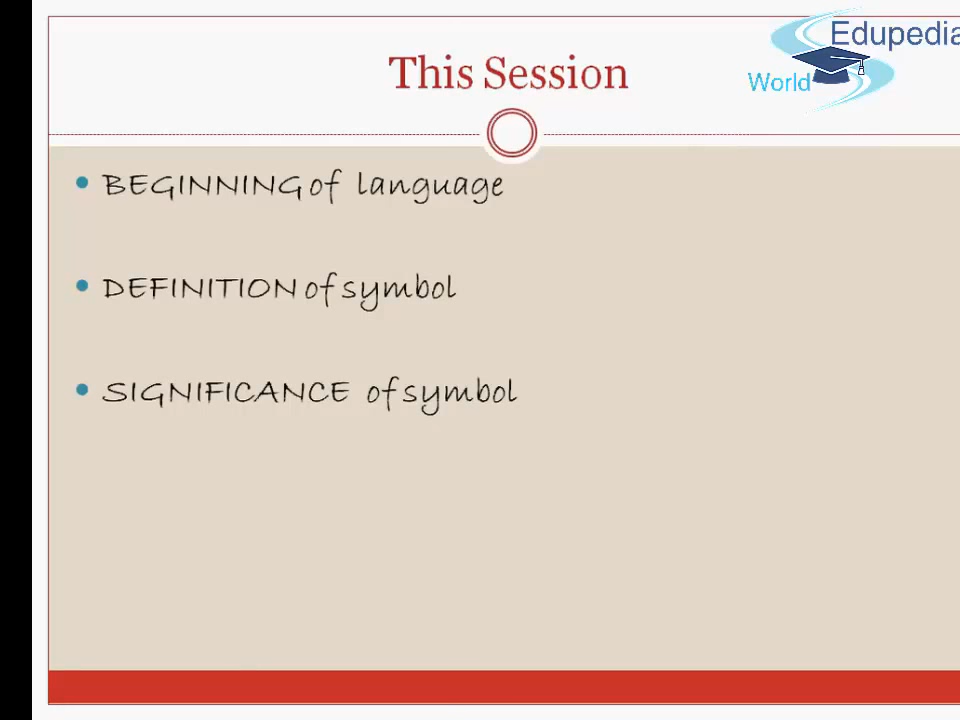 Edupedia
World
This Session
• BEGINNING of language
• DEFINITION of symbol
• SIGNIFICANCE of symbol